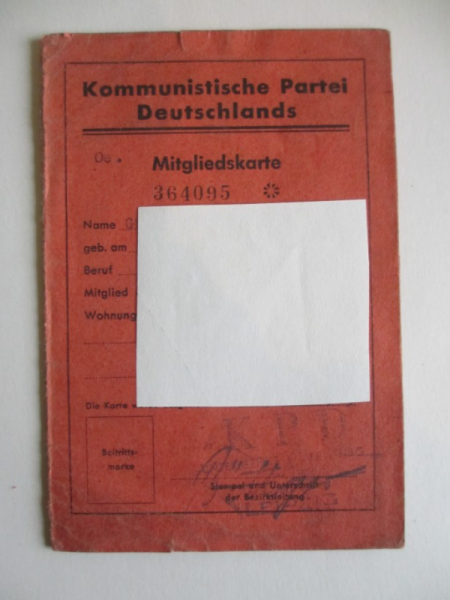 Kommunistische Partei
Deutschlands
Mitgliedskarte
364095
Name
geb. am
Beruf
Mitglied
Wohnung
Die Karte
KPD
Beitritts-
marke
Stempel und Unterschrift
der Bezirksleitung